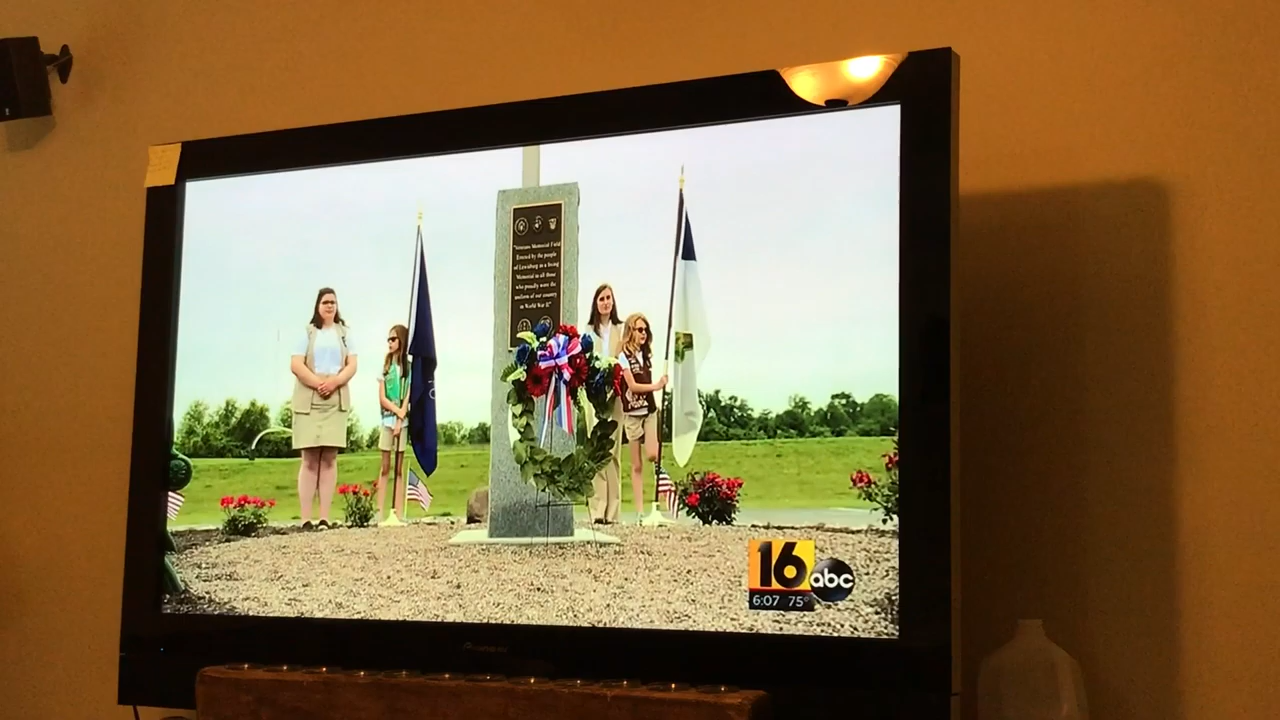 "Veterans Memorial Field
Erected by the people
of Lewisburg as a living
Memorial to all those
who proudly wore the
uniform of our country
in World War II"
16
abc
6:07 75°